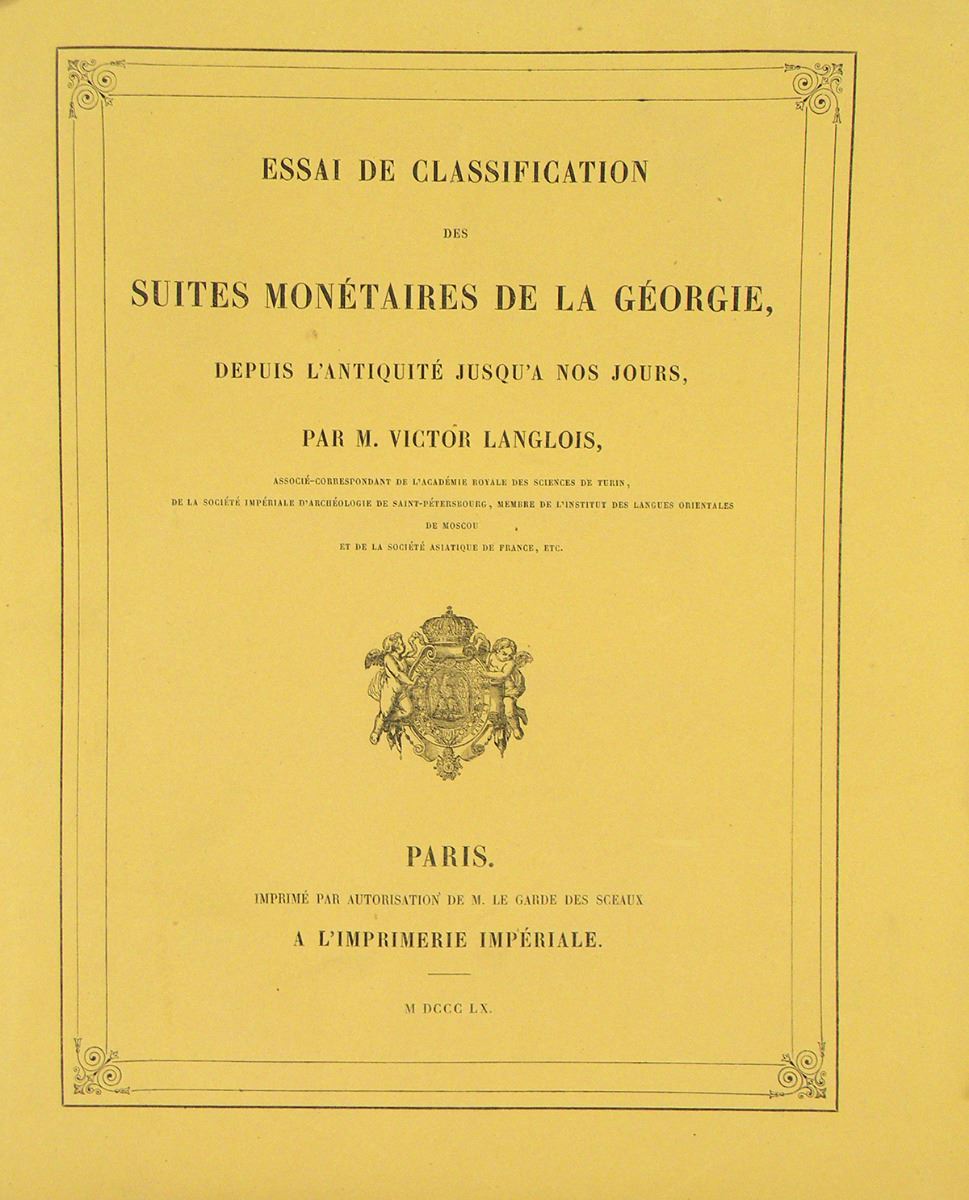 ESSAI DE CLASSIFICATION
DES
SUITES MONÉTAIRES DE LA GÉORGIE,
DEPUIS L'ANTIQUITÉ JUSQU'A NOS JOURS,
PAR M. VICTOR LANGLOIS,
ASSOCIÉ-CORRESPONDANT DE L'ACADÉMIE ROYALE DES SCIENCES DE TURIN,
DE LA SOCIÉTÉ IMPÉRIALE D'ARCHÉOLOGIE DE SAINT-PÉTERSBOURG, MEMBRE DE L'INSTITUT DES LANGUES ORIENTALES
DE MOSCOU
ET DE LA SOCIÉTÉ ASIATIQUE DE FRANCE, ETC.
PARIS.
IMPRIMÉ PAR AUTORISATION DE M. LE GARDE DES SCEAUX
A L'IMPRIMERIE IMPÉRIALE.
M DCCC LX.